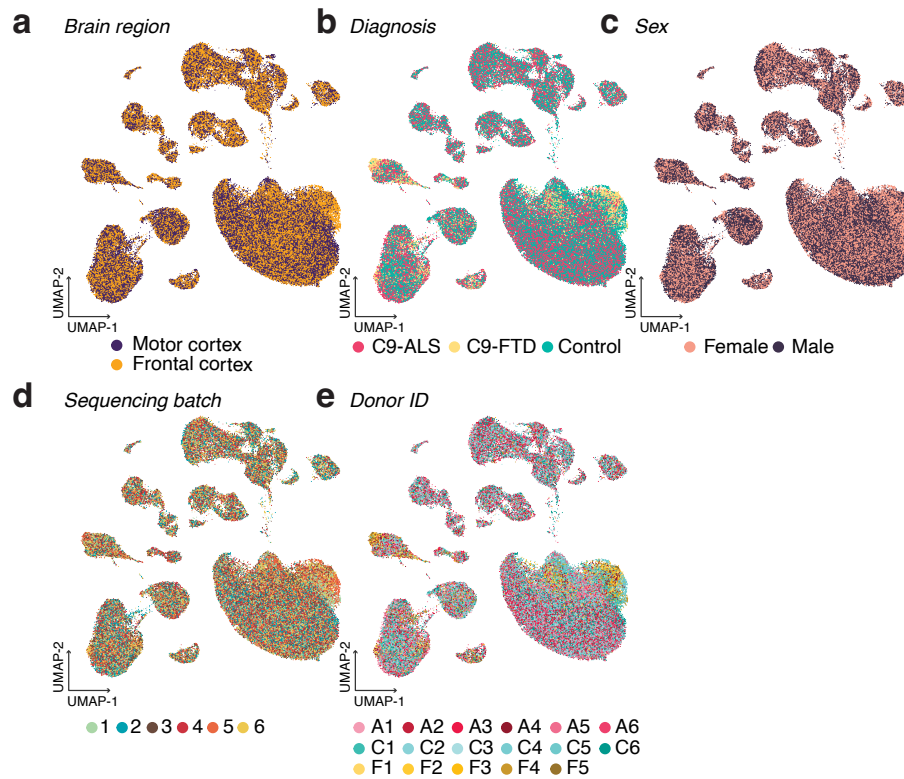 a Brain region
b Diagnosis
c Sex
UMAP-2
UMAP-1
Motor cortex
Frontal cortex
UMAP-2
UMAP-1
C9-ALS C9-FTD Control
UMAP-2
UMAP-1
Female Male
d Sequencing batch
e Donor ID
UMAP-2
UMAP-1
1 2 3 4 5 6
UMAP-2
UMAP-1
A1 A2 A3 A4 A5 A6
C1 C2 C3 C4 C5 C6
F1 F2 F3 F4 F5